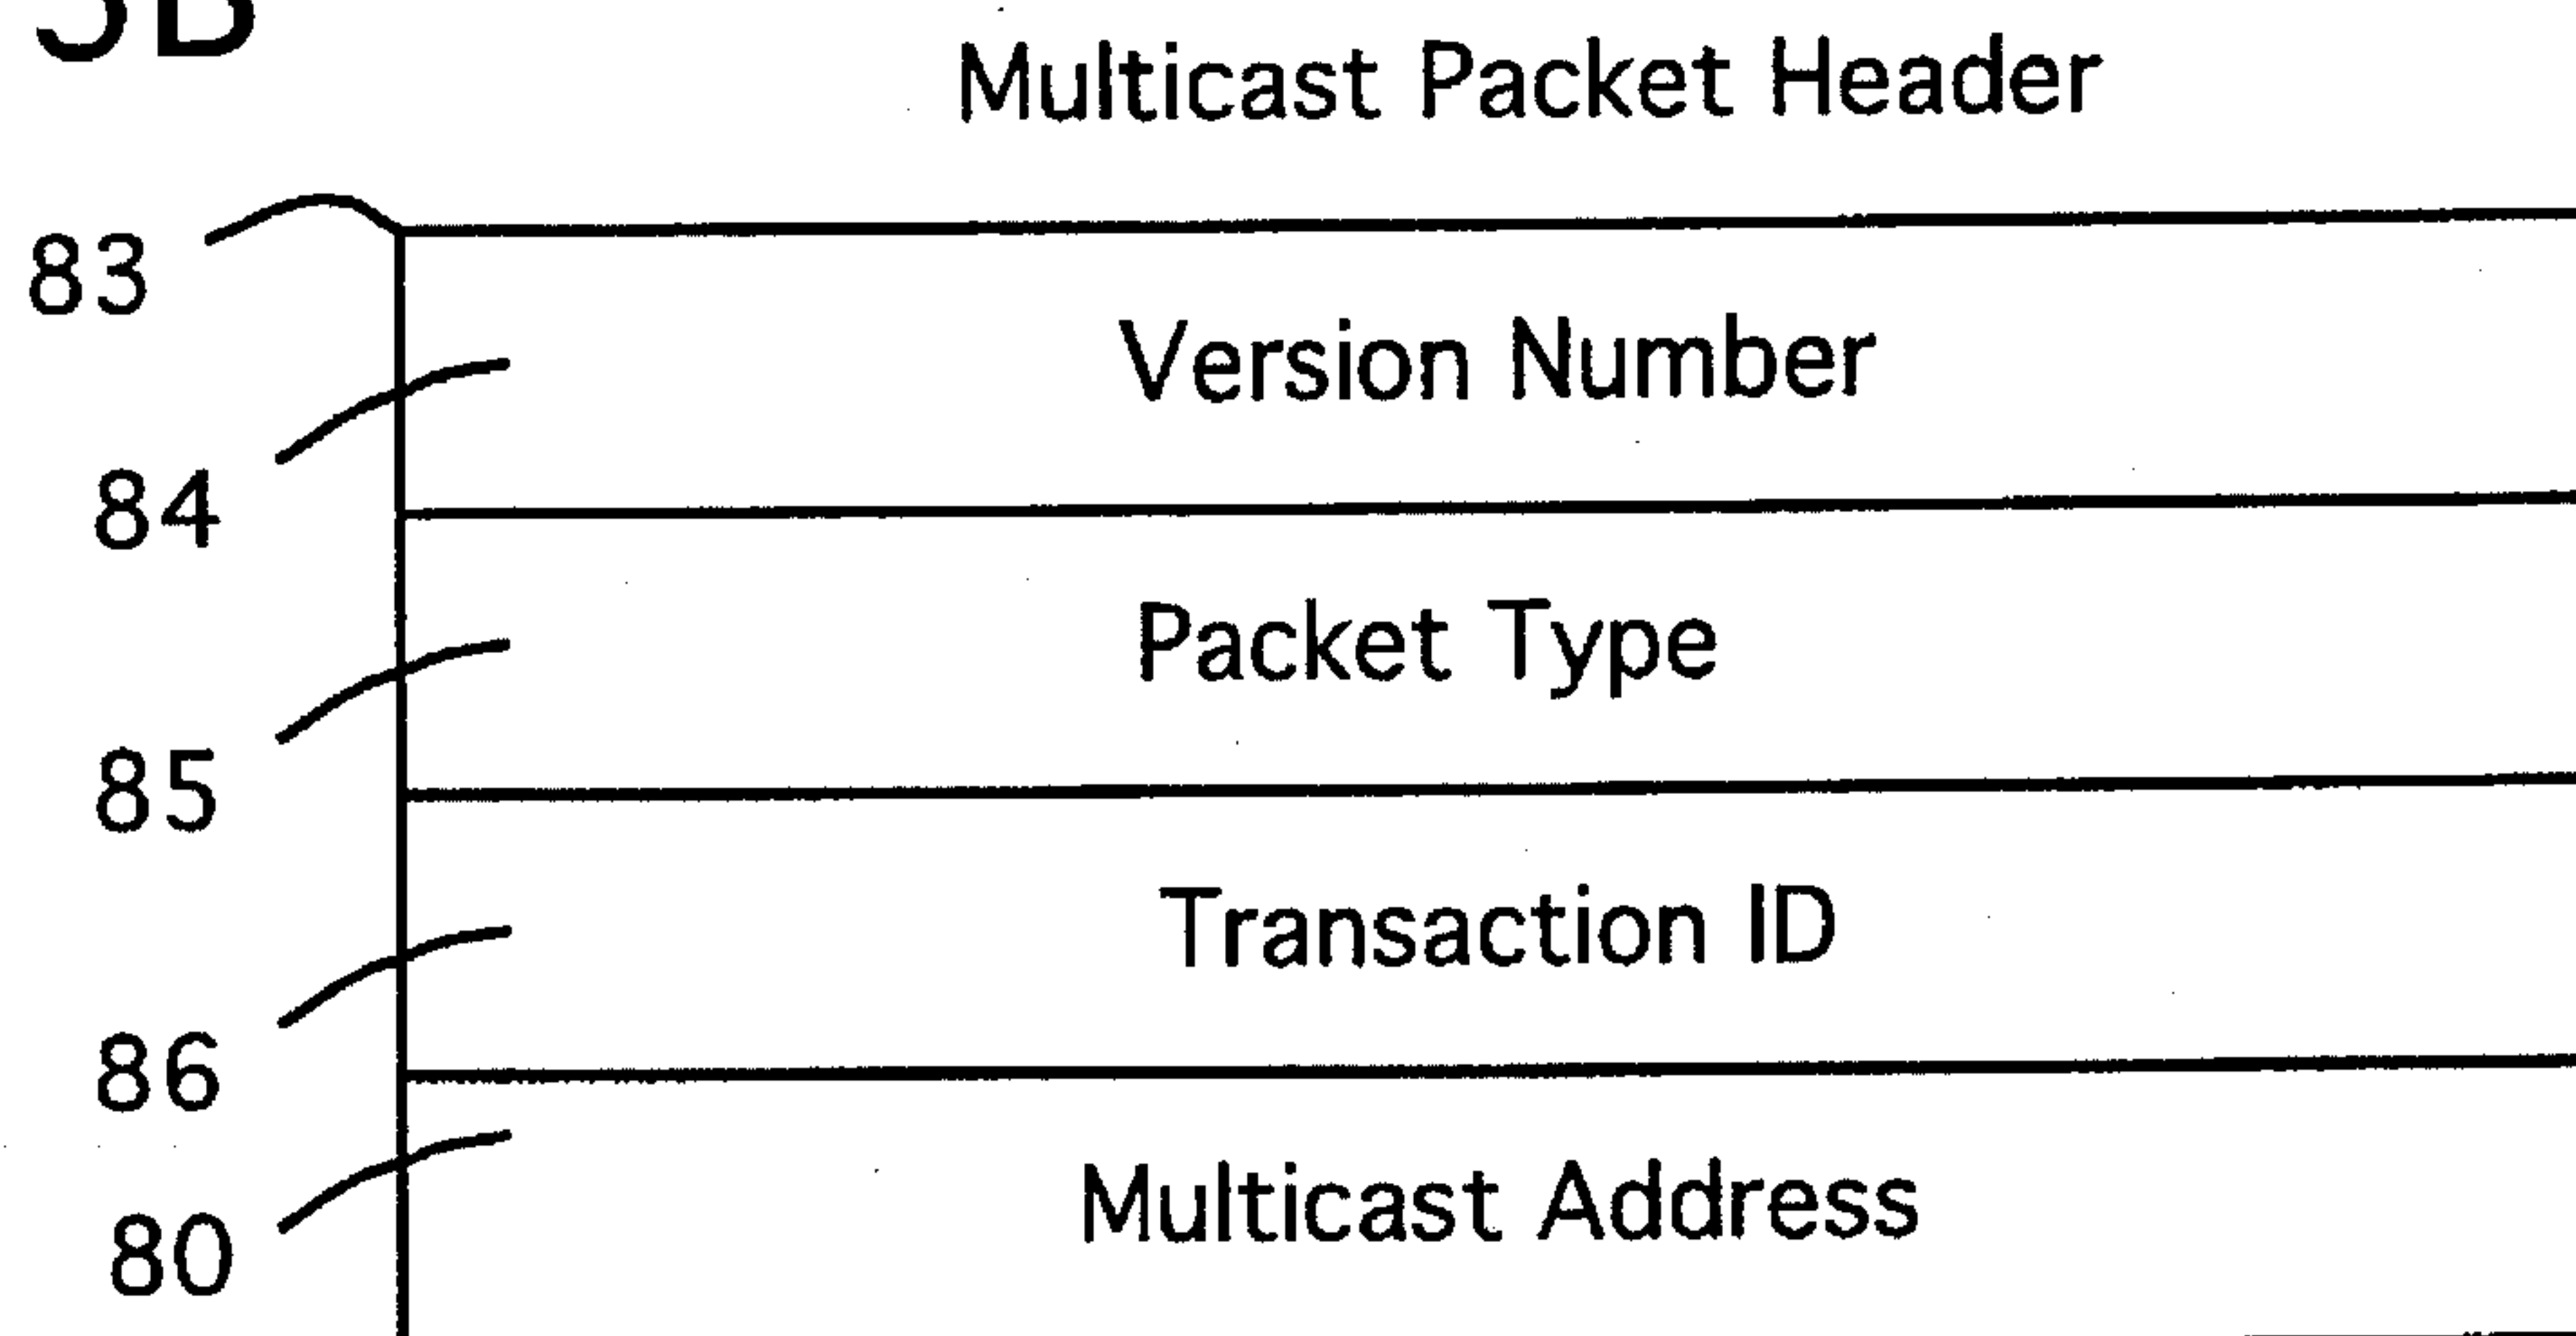 Multicast Packet Header
83
Version Number
84
Packet Type
85
Transaction ID
86
Multicast Address
80